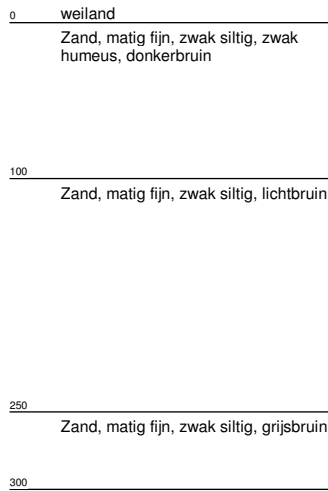 0 weiland
Zand, matig fijn, zwak siltig, zwak
humeus, donkerbruin
100
Zand, matig fijn, zwak siltig, lichtbruin
250
Zand, matig fijn, zwak siltig, grijsbruin
300